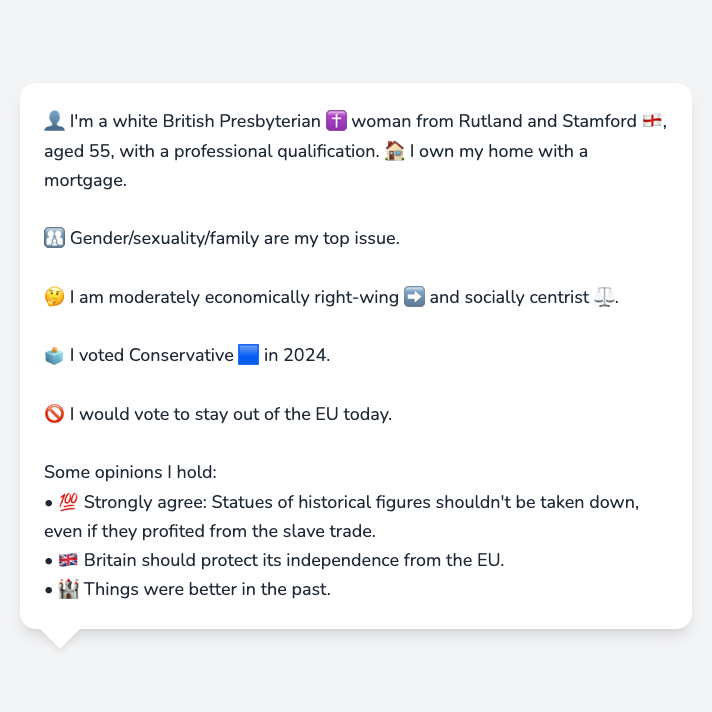 👤 I'm a white British Presbyterian ✝️ woman from Rutland and Stamford 🏴󠁧󠁢󠁥󠁮󠁧󠁿,
aged 55, with a professional qualification. 🏠 I own my home with a
mortgage.
🚻 Gender/sexuality/family are my top issue.
🤔 I am moderately economically right-wing ➡️ and socially centrist ⚖️.
🗳️ I voted Conservative 🟦 in 2024.
🚫 I would vote to stay out of the EU today.
Some opinions I hold:
• 💯 Strongly agree: Statues of historical figures shouldn't be taken down,
even if they profited from the slave trade.
• 🇬🇧 Britain should protect its independence from the EU.
• 🏰 Things were better in the past.